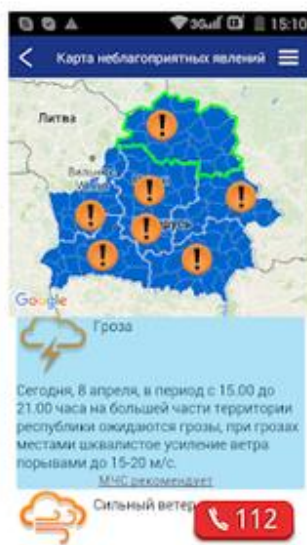 3G 15:10
Карта неблагоприятных явлений
Литва
Google
Гроза
Сегодня, 8 апреля, в период с 15.00 до
21.00 часа на большей части территории
республики ожидаются грозы, при грозах
местами шквалистое усиление ветра
порывами до 15-20 м/с.
МЧС рекомендует
Сильный ветер
112